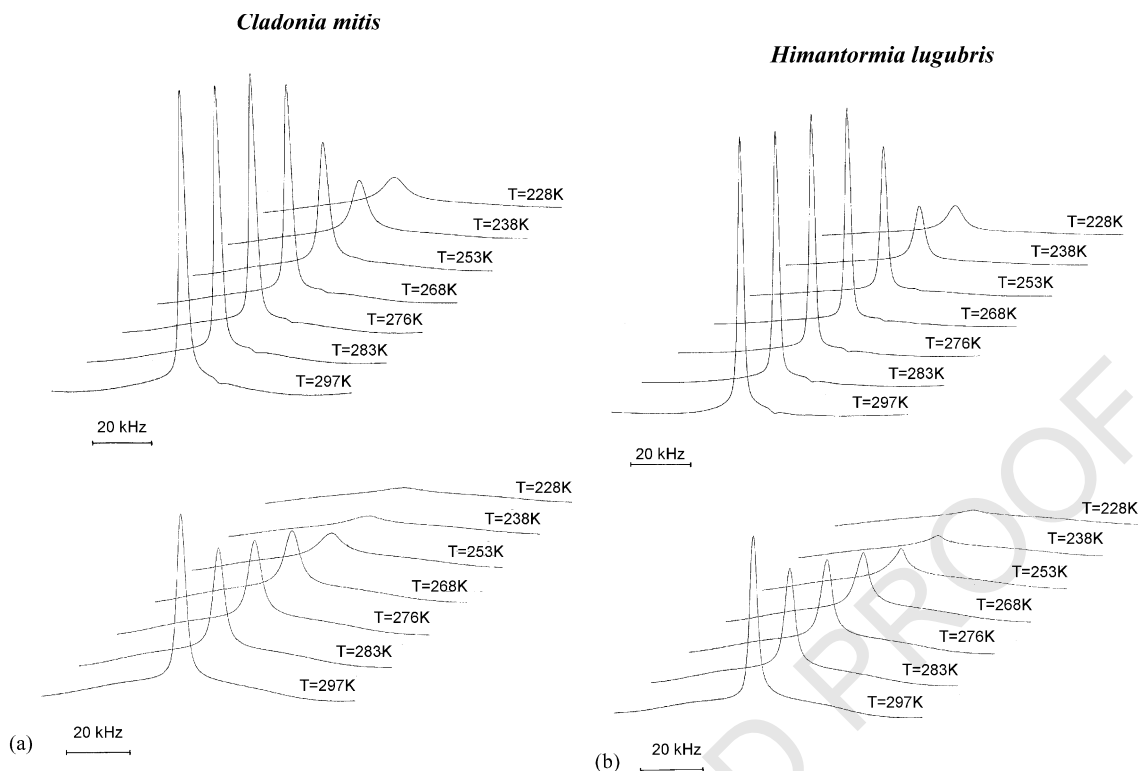 Cladonia mitis
T=228K
T=238K
T=253K
T=268K
T=276K
T=283K
T=297K
20 kHz
T=228K
T=238K
T=253K
T=268K
T=276K
T=283K
T=297K
20 kHz
(a)
Himantormia lugubris
T=228K
T=238K
T=253K
T=268K
T=276K
T=283K
T=297K
20 kHz
T=228K
T=238K
T=253K
T=268K
T=276K
T=283K
T=297K
20 kHz
(b)
D PROOF